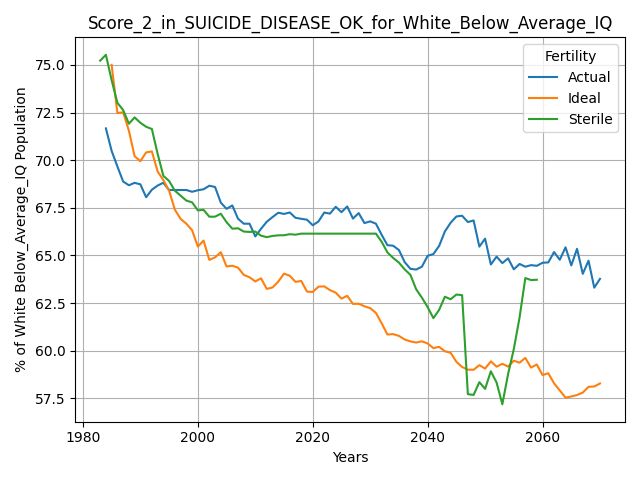 Score_2_in_SUICIDE_DISEASE_OK_for_White_Below_Average_IQ
% of White Below_Average_IQ Population
75.0
72.5
70.0
67.5
65.0
62.5
60.0
57.5
Fertility
Actual
Ideal
Sterile
1980
2000
2020
2040
2060
Years